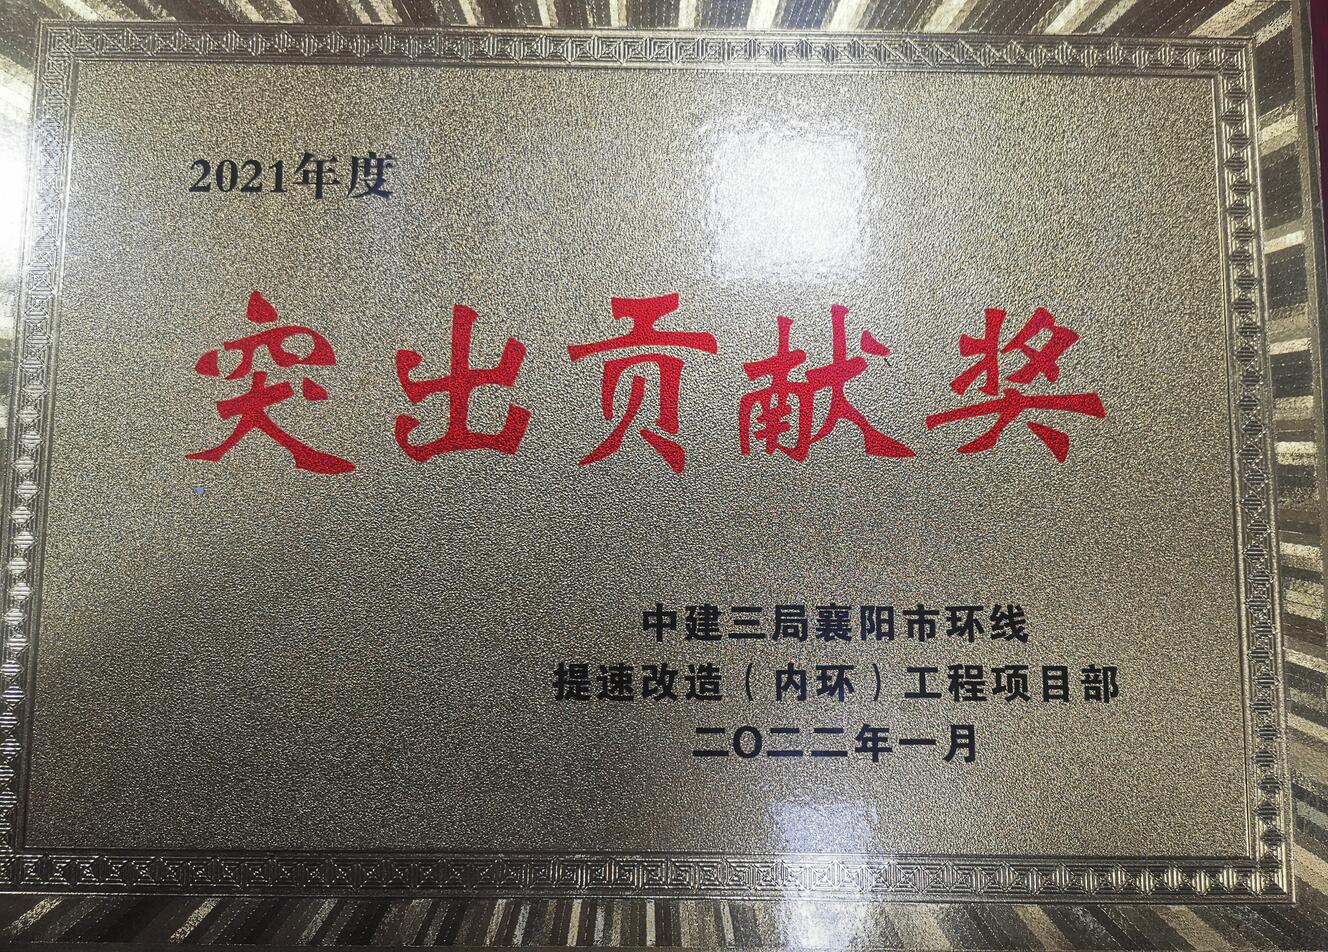 2021年度
突出贡献奖
中建三局襄阳市环线
提速改造（内环）工程项目部
二〇二二年一月